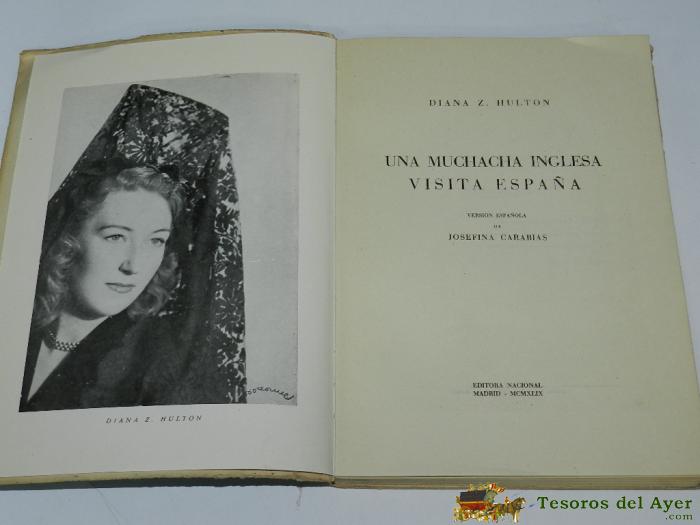 DIANA Z. HULTON
DIANA Z. HULTON
UNA MUCHACHA INGLESA
VISITA ESPAÑA
VERSION ESPAÑOLA
DE
JOSEFINA CARABIAS
EDITORA NACIONAL
MADRID - MCMXLIX
Tesoros del Ayer
.com